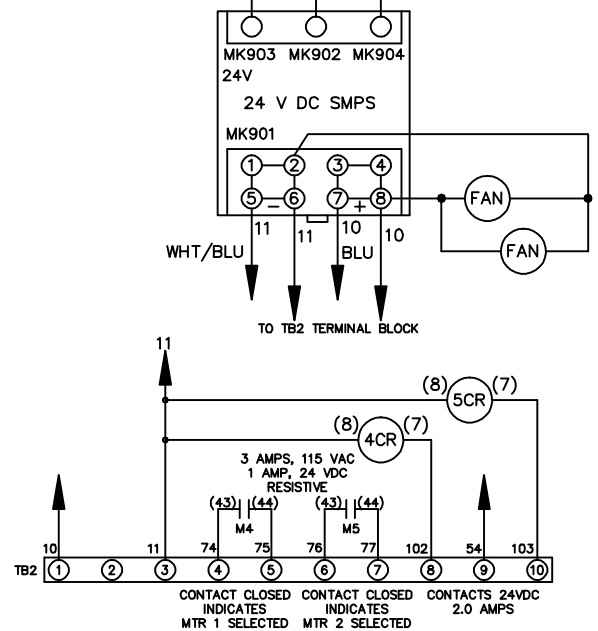 MK903 MK902 MK904
24V
24 V DC SMPS
MK901
1 2 3 4
5 – 6 7 + 8
FAN
FAN
11 11 10 10
WHT/BLU BLU
TO TB2 TERMINAL BLOCK
11
(8) 5CR (7)
(8) 4CR (7)
3 AMPS, 115 VAC
1 AMP, 24 VDC
RESISTIVE
(43) (44) (43) (44)
M4 M5
10 11 74 75 76 77 102 54 103
TB2 1 2 3 4 5 6 7 8 9 10
CONTACT CLOSED CONTACT CLOSED CONTACTS 24VDC
INDICATES INDICATES 2.0 AMPS
MTR 1 SELECTED MTR 2 SELECTED